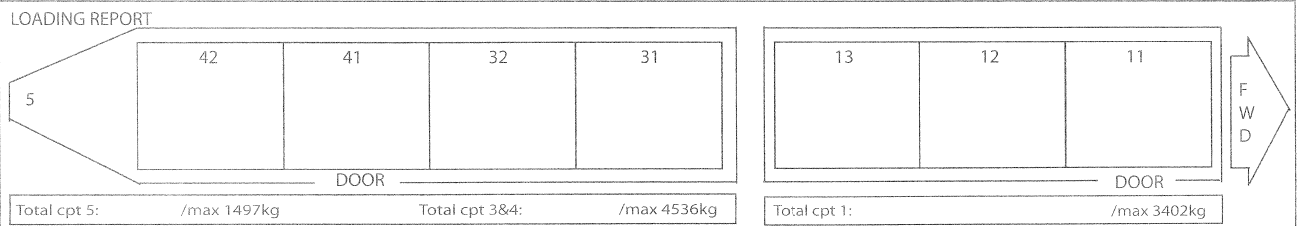 LOADING REPORT
42 41 32 31 13 12 11
5
F
W
D
DOOR DOOR
Total cpt 5: /max 1497kg Total cpt 3&4: /max 4536kg Total cpt 1: /max 3402kg